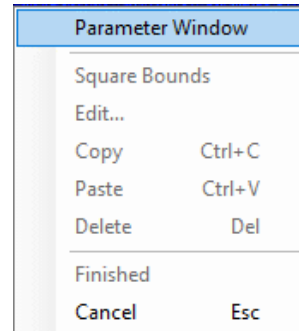 Parameter Window
Square Bounds
Edit...
Copy Ctrl+C
Paste Ctrl+V
Delete Del
Finished
Cancel Esc